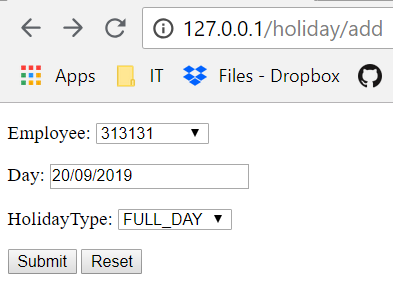 127.0.0.1/holiday/add
Apps IT Files - Dropbox
Employee: 313131
Day: 20/09/2019
HolidayType: FULL_DAY
Submit Reset